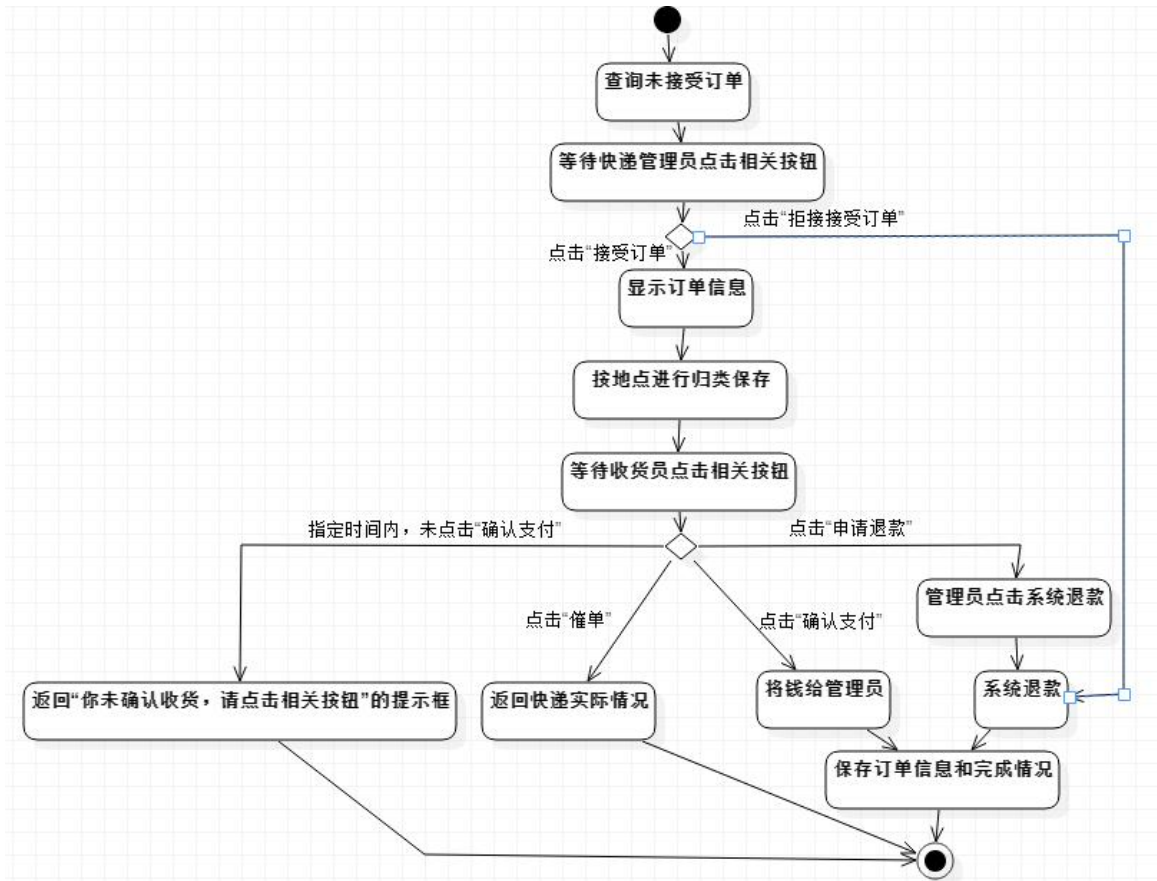 查询未接受订单
等待快递管理员点击相关按钮
点击“拒接接受订单”
点击“接受订单”
显示订单信息
按地点进行归类保存
等待收货员点击相关按钮
指定时间内，未点击“确认支付”
点击“申请退款”
管理员点击系统退款
点击“催单”
点击“确认支付”
返回“你未确认收货，请点击相关按钮”的提示框
返回快递实际情况
将钱给管理员
系统退款
保存订单信息和完成情况